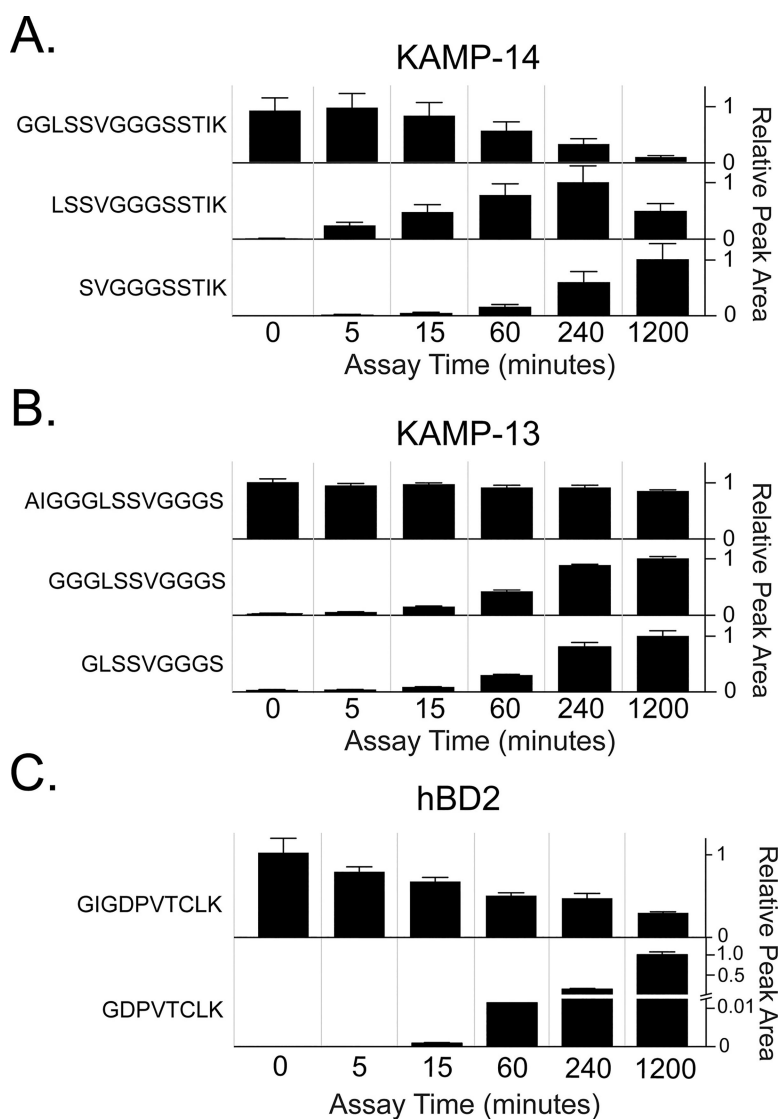 A.
KAMP-14
GGLSSVGGGSSTIK
1
LSSVGGGSSTIK
1
0
SVGGGSSTIK
1
0
Relative Peak Area
0 5 15 60 240 1200
Assay Time (minutes)
B.
KAMP-13
AIGGGLSSVGGGS
1
0
GGGLSSVGGGS
GLSSVGGGS
1
0
Relative Peak Area
0 5 15 60 240 1200
Assay Time (minutes)
C.
hBD2
GIGDPVTCLK
1
0
GDPVTCLK
1.0
0.5
0.01
0
Relative Peak Area
0 5 15 60 240 1200
Assay Time (minutes)